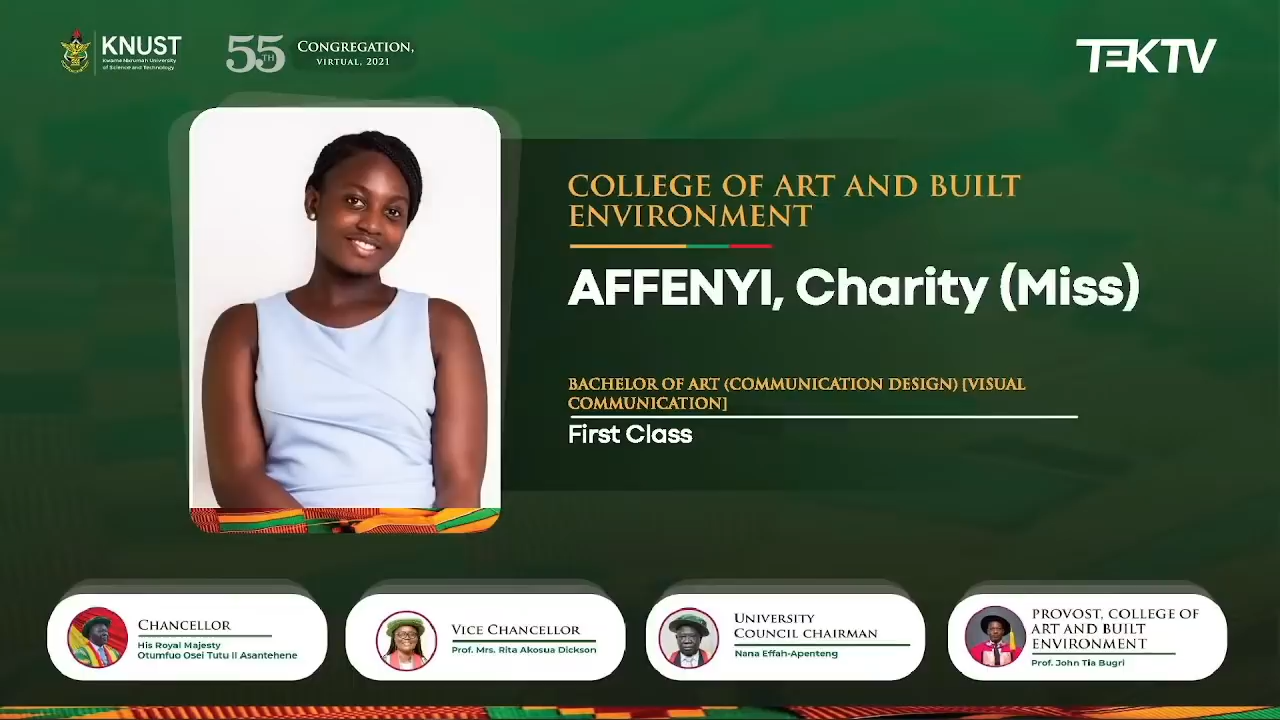 KNUST
Kwame Nkrumah University
of Science and Technology
55TH
CONGREGATION,
VIRTUAL, 2021
TEKTV
COLLEGE OF ART AND BUILT
ENVIRONMENT
AFFENYI, Charity (Miss)
BACHELOR OF ART (COMMUNICATION DESIGN) [VISUAL
COMMUNICATION]
First Class
CHANCELLOR
His Royal Majesty
Otumfuo Osei Tutu II Asantehene
VICE CHANCELLOR
Prof. Mrs. Rita Akosua Dickson
UNIVERSITY
COUNCIL CHAIRMAN
Nana Effah-Apenteng
PROVOST, COLLEGE OF
ART AND BUILT
ENVIRONMENT
Prof. John Tia Bugri